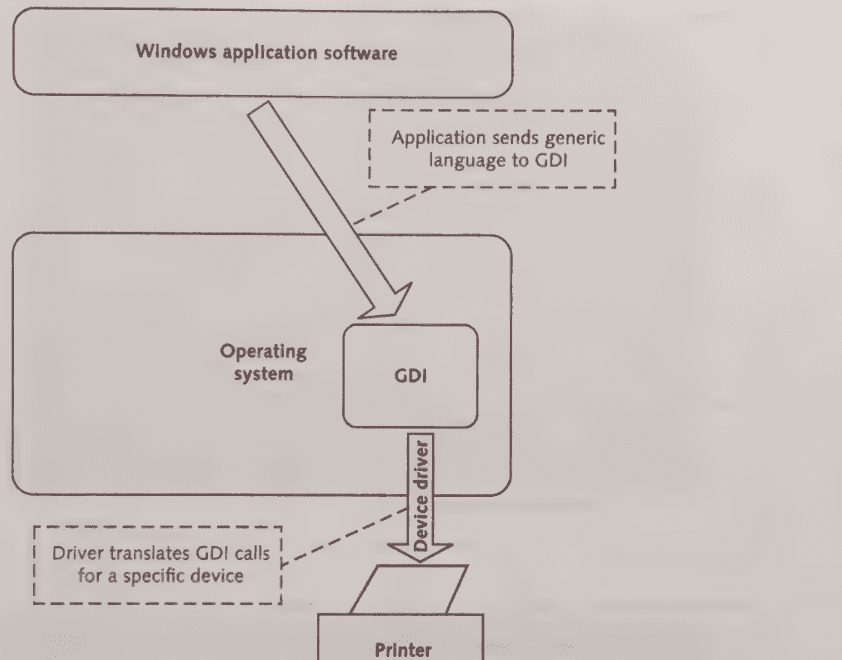 Windows application software
Application sends generic
language to GDI
Operating
system
GDI
Device driver
Driver translates GDI calls
for a specific device
Printer